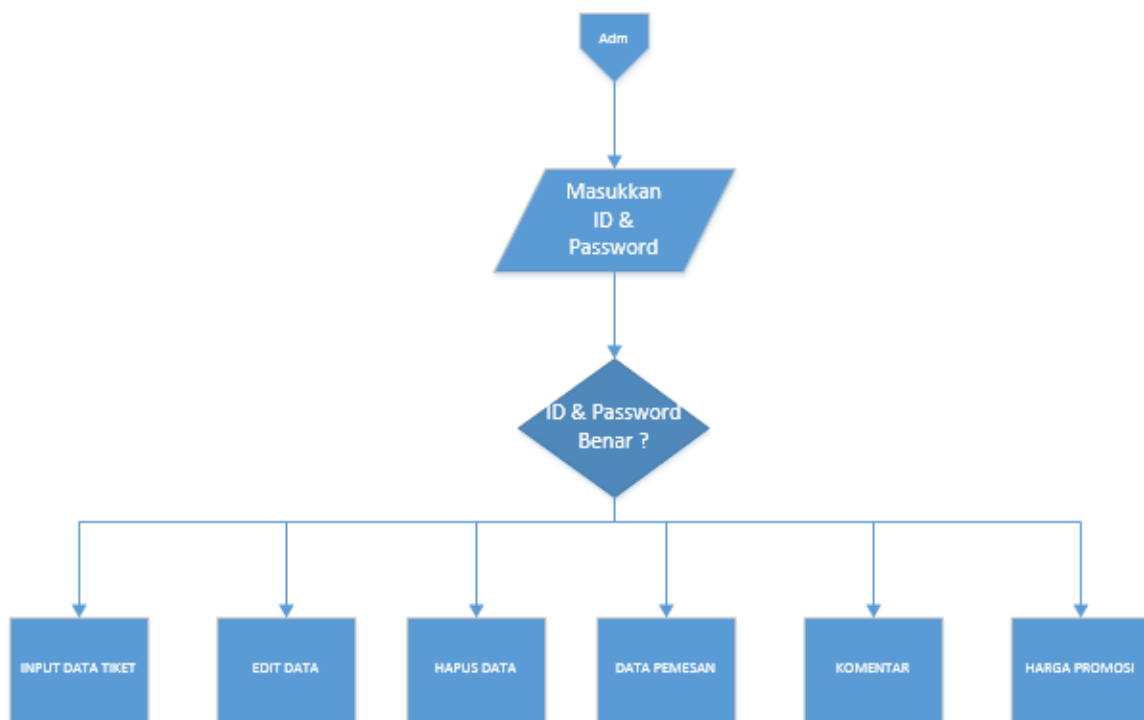 Adm
Masukkan
ID &
Password
ID & Password
Benar ?
INPUT DATA TIKET
EDIT DATA
HAPUS DATA
DATA PEMESAN
KOMENTAR
HARGA PROMOSI